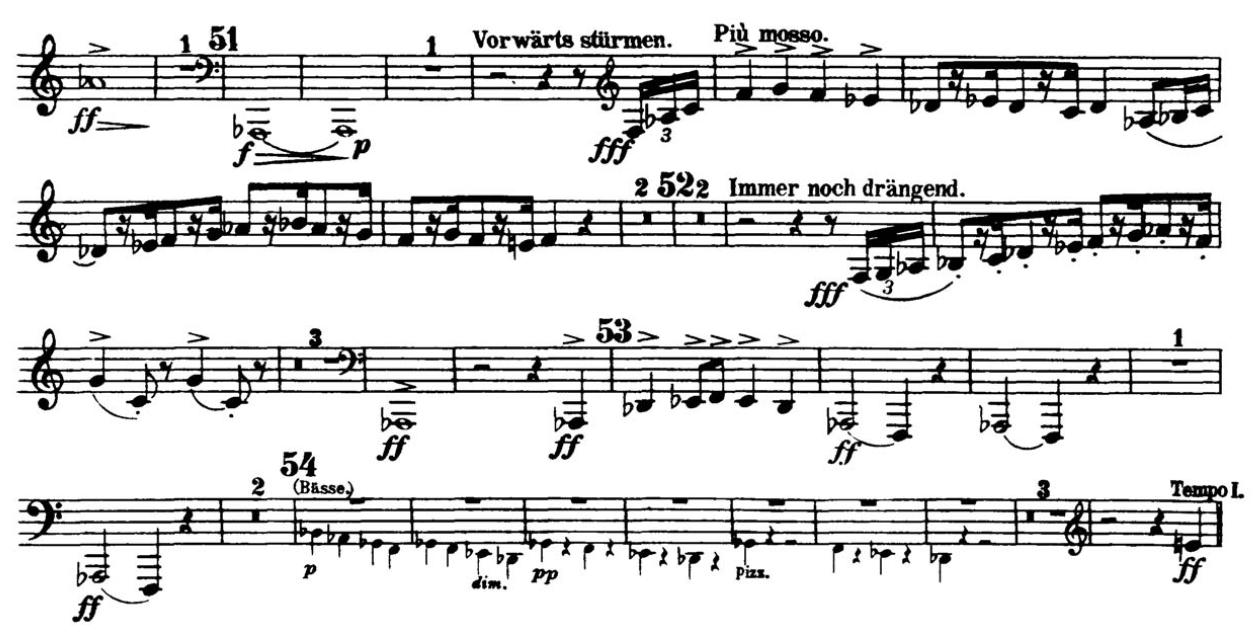 1 51 1 Vorwärts stürmen. Più mosso.
ff f p fff 3
2 52 2 Immer noch drängend.
fff 3
3 53 1
ff ff ff
54
2 (Bässe.) 3 Tempo I.
ff p dim. pp pizz. ff